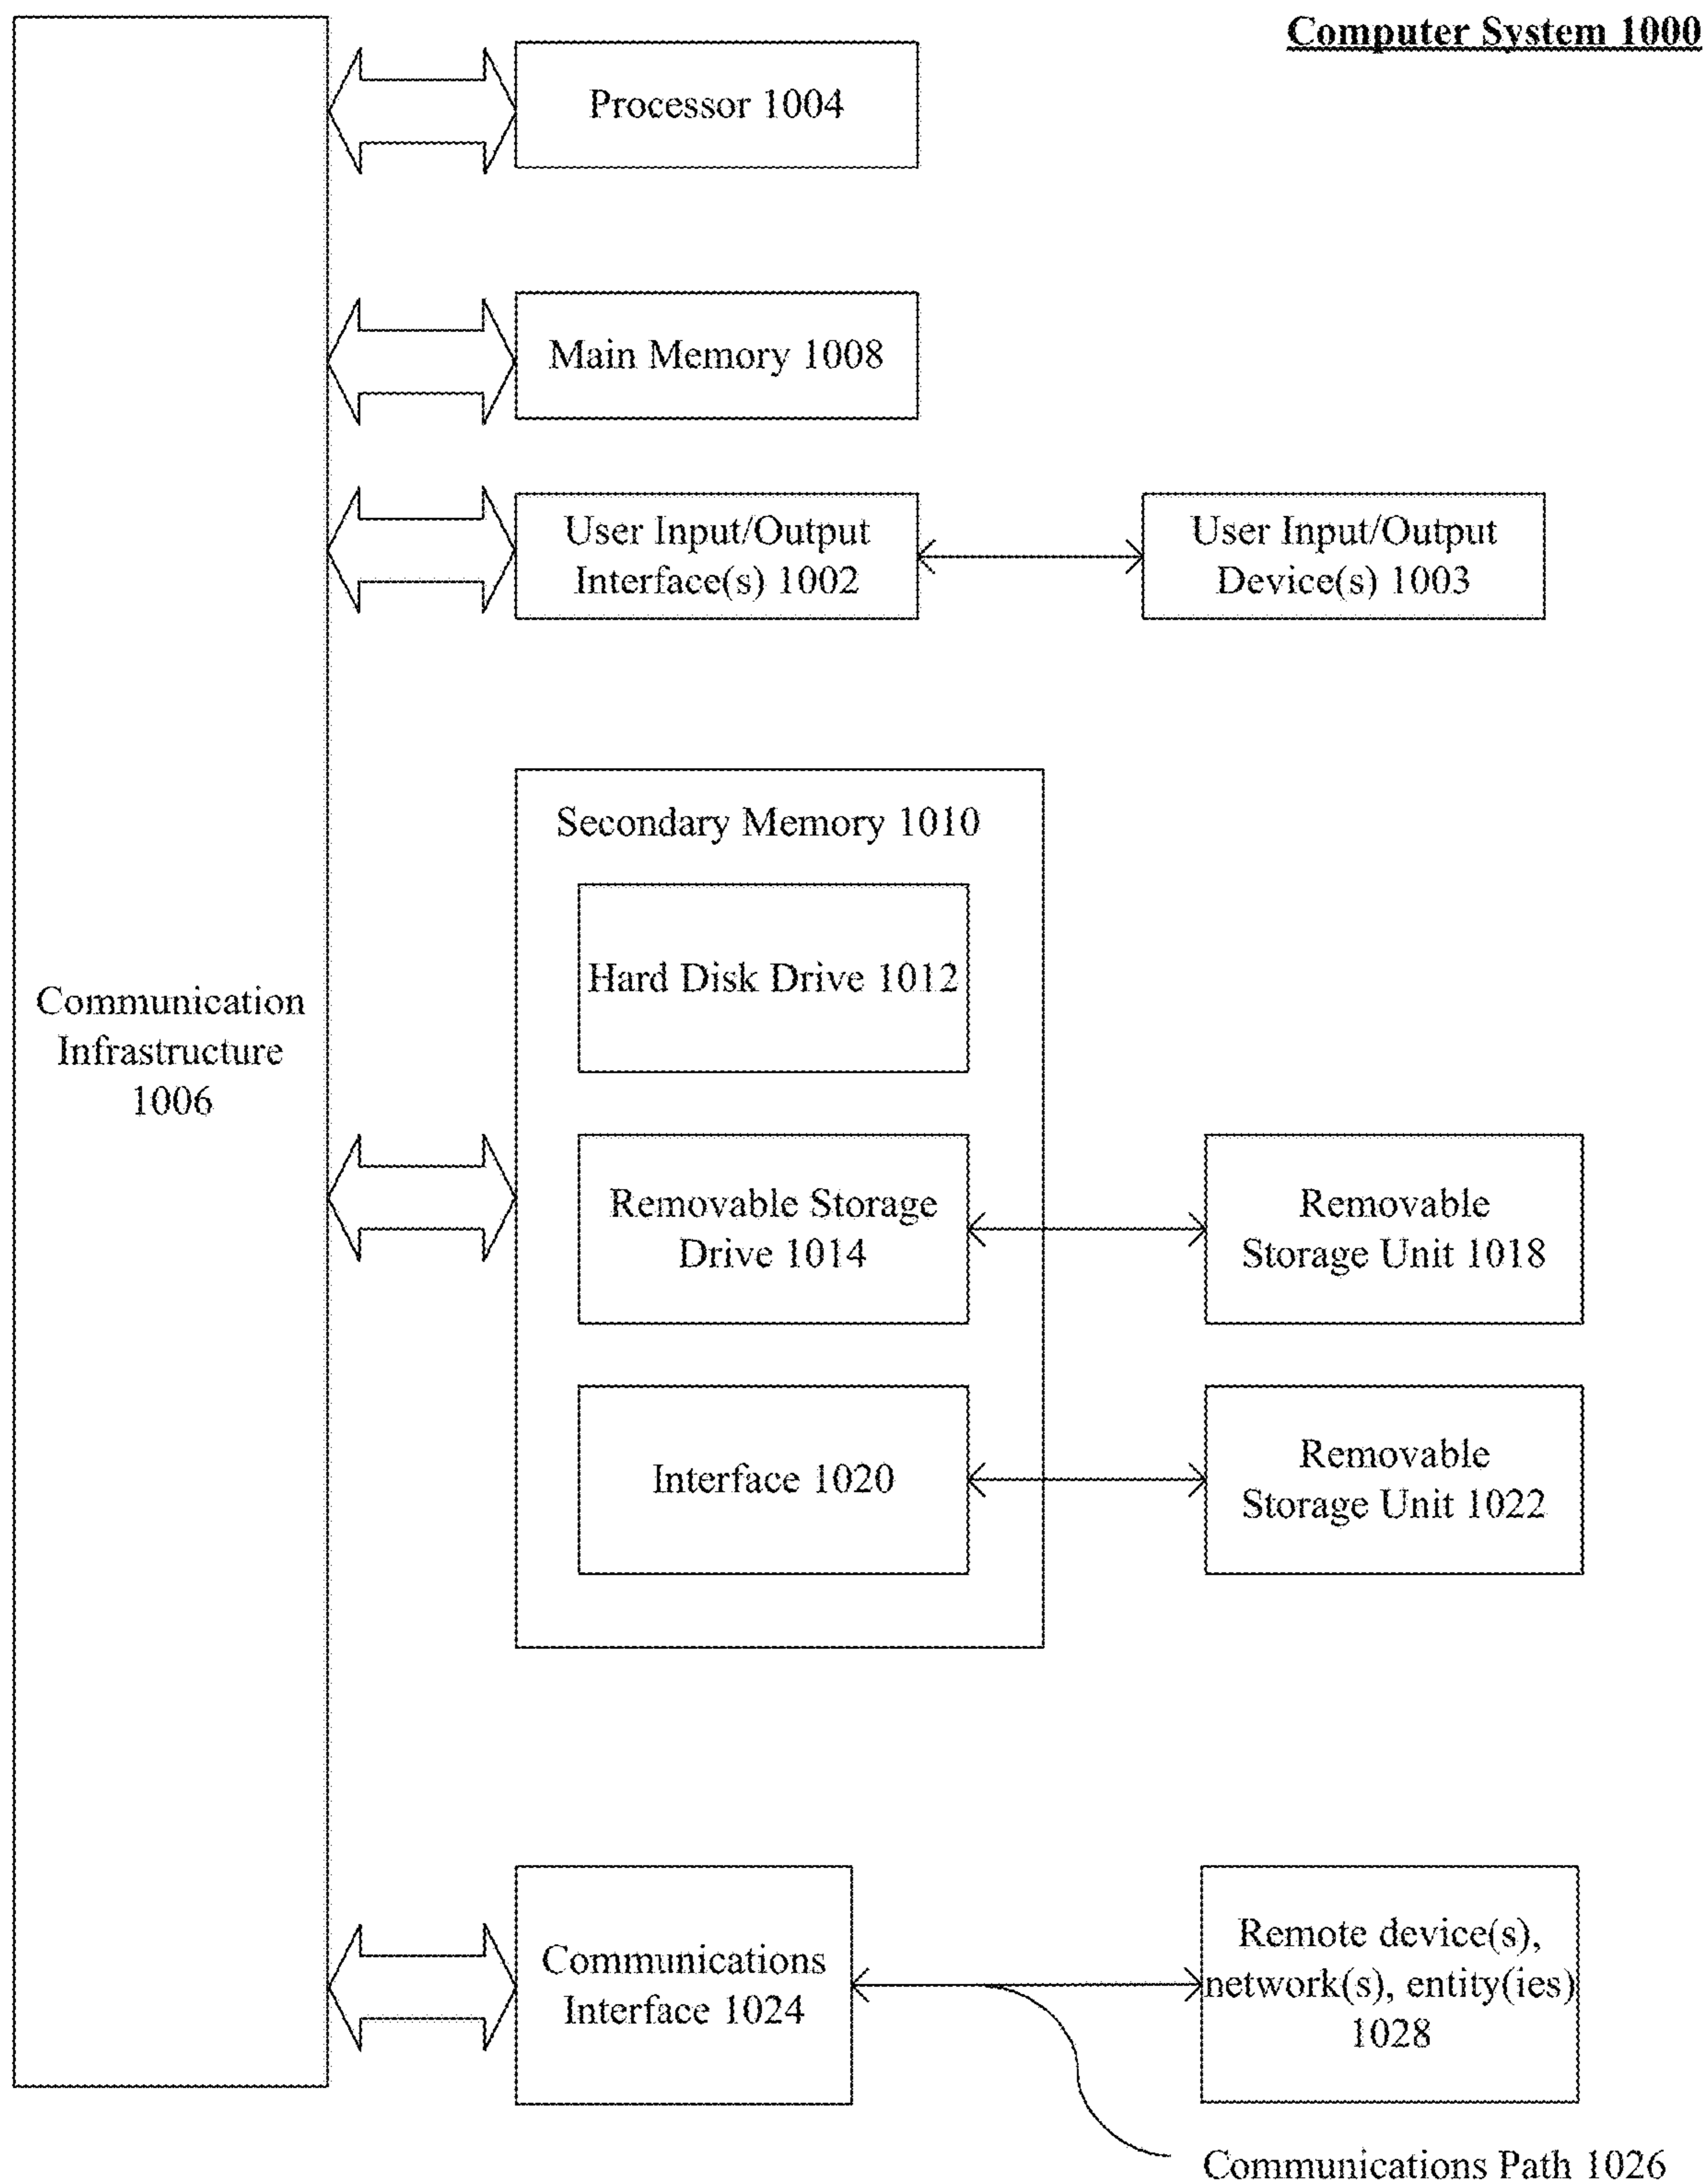 Computer System 1000
Processor 1004
Main Memory 1008
User Input/Output
Interface(s) 1002
User Input/Output
Device(s) 1003
Secondary Memory 1010
Hard Disk Drive 1012
Communication
Infrastructure
1006
Removable Storage
Drive 1014
Removable
Storage Unit 1018
Interface 1020
Removable
Storage Unit 1022
Communications
Interface 1024
Remote device(s),
network(s), entity(ies)
1028
Communications Path 1026